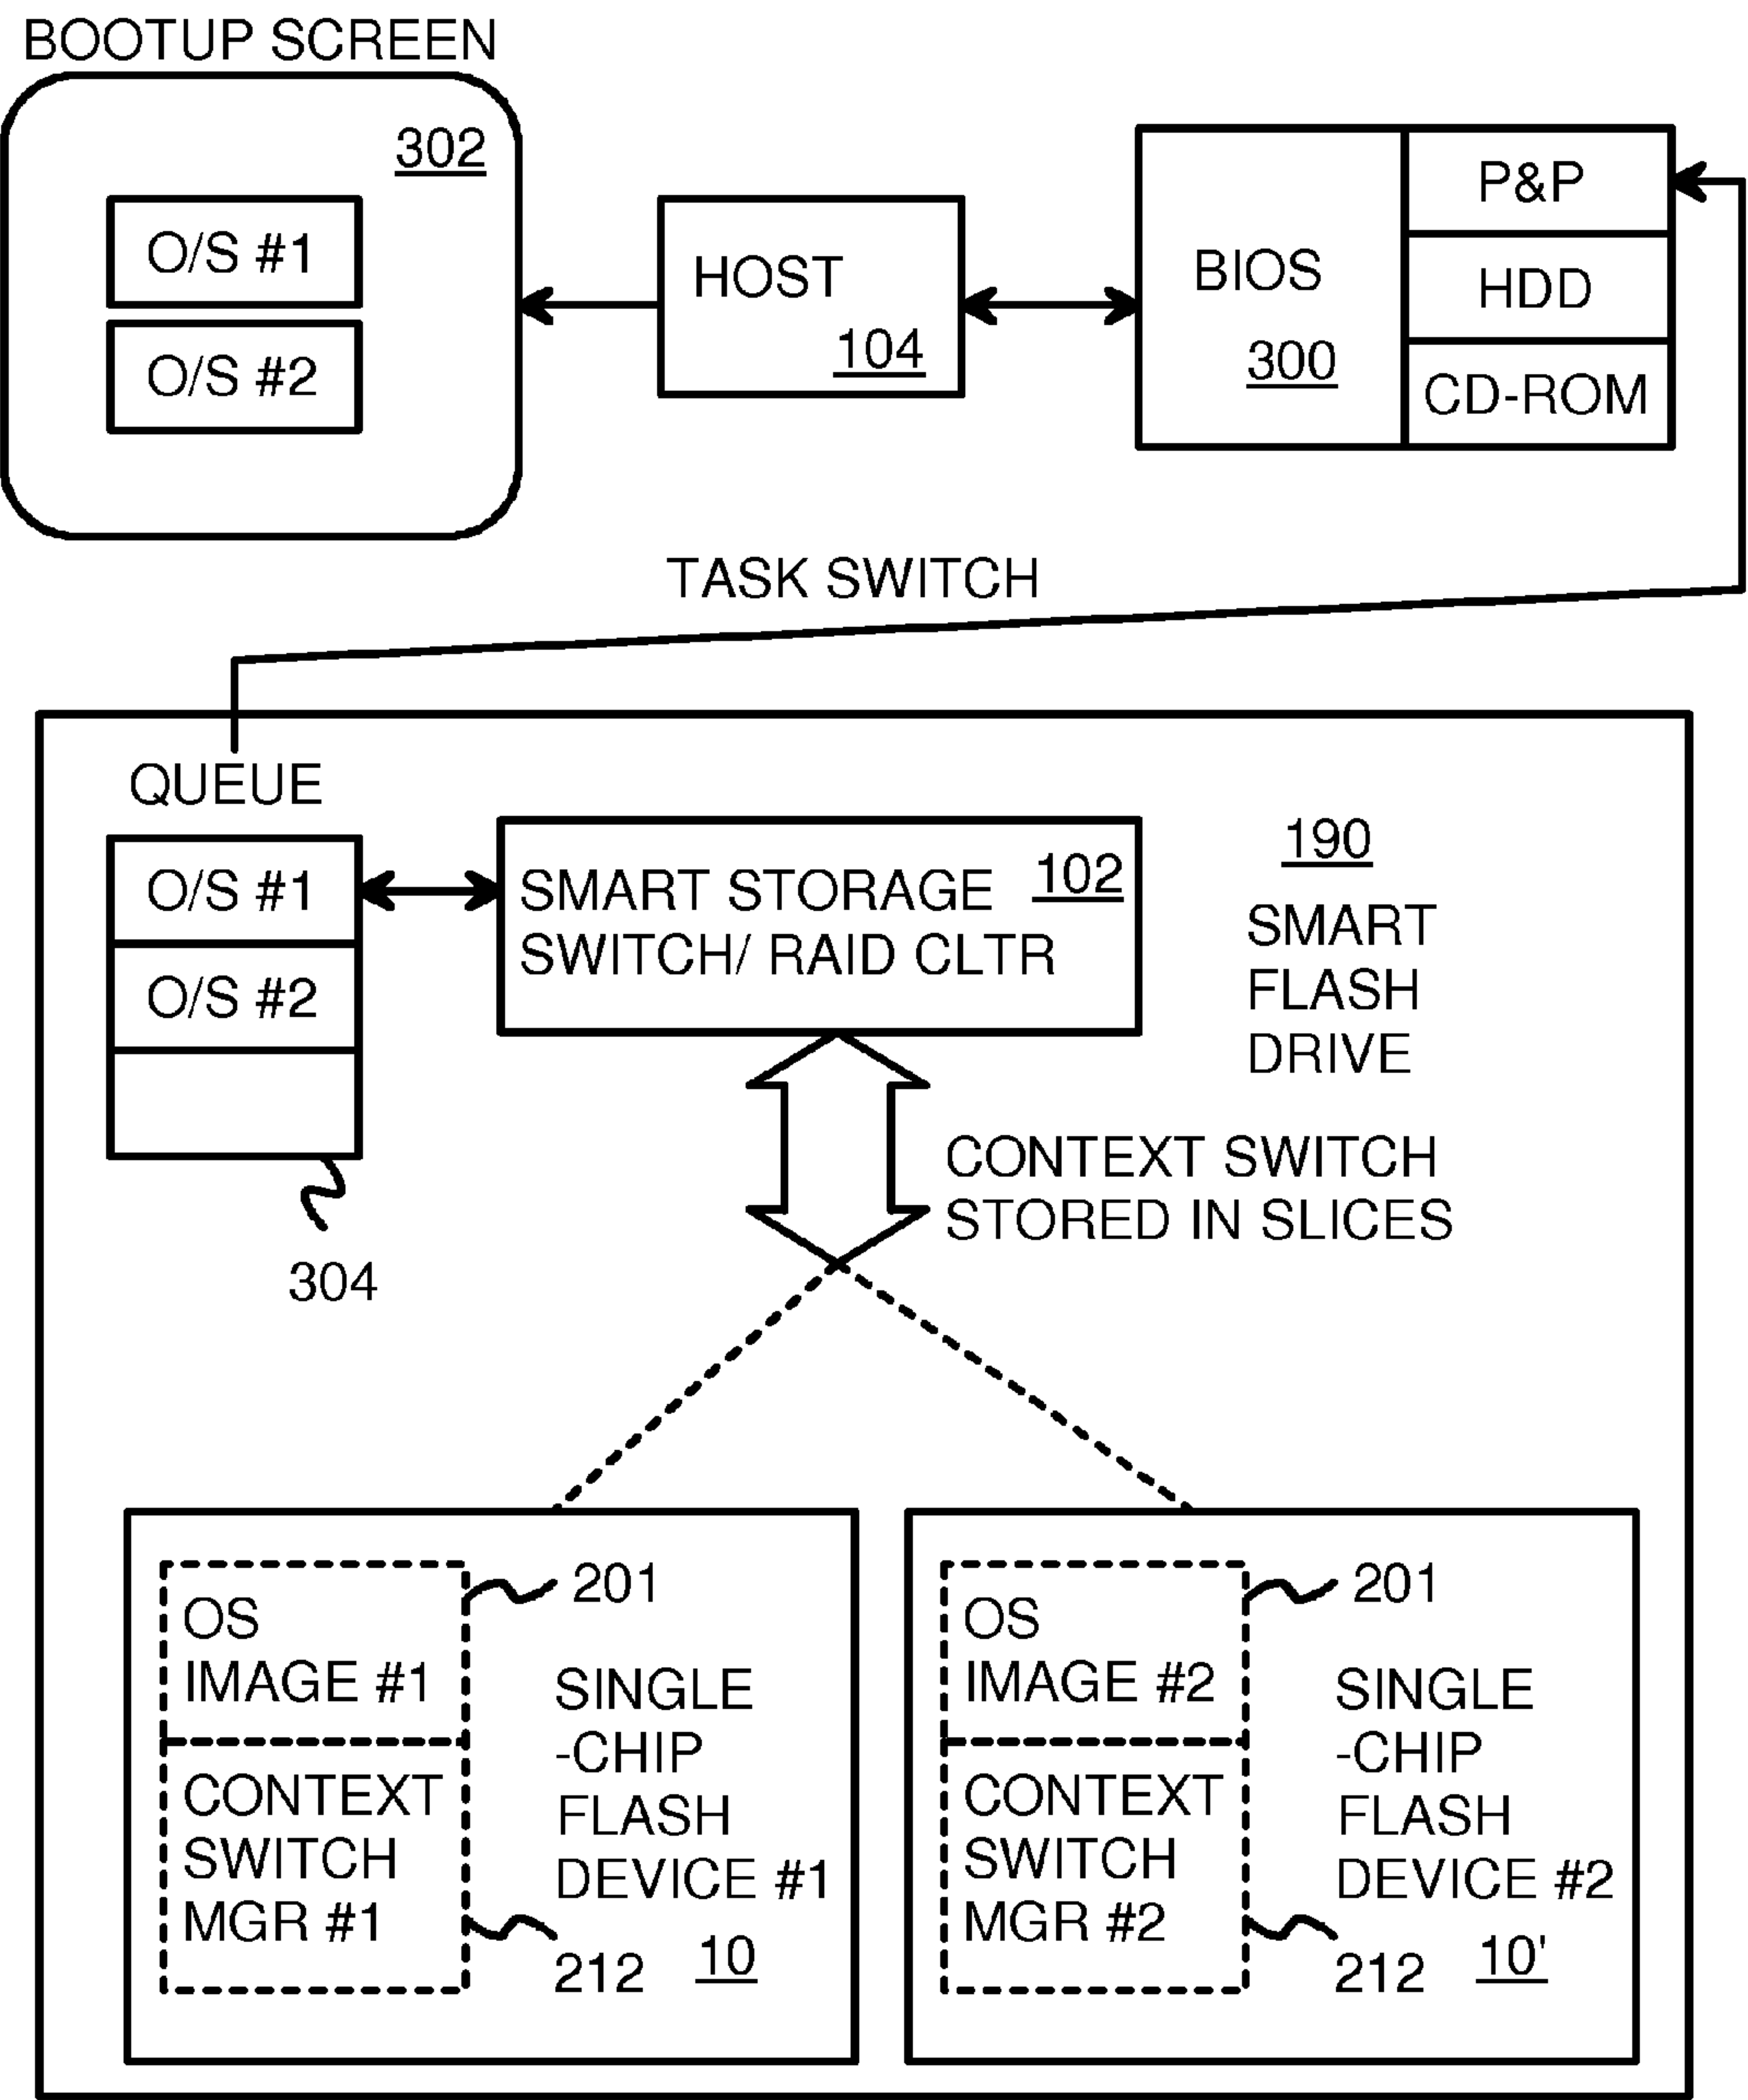 BOOTUP SCREEN
302
O/S #1
O/S #2
HOST
104
BIOS
300
P&P
HDD
CD-ROM
TASK SWITCH
QUEUE
O/S #1
O/S #2
304
SMART STORAGE 102
SWITCH/ RAID CLTR
190
SMART
FLASH
DRIVE
CONTEXT SWITCH
STORED IN SLICES
OS
IMAGE #1
CONTEXT
SWITCH
MGR #1
201
SINGLE
-CHIP
FLASH
DEVICE #1
212
10
OS
IMAGE #2
CONTEXT
SWITCH
MGR #2
201
SINGLE
-CHIP
FLASH
DEVICE #2
212
10'